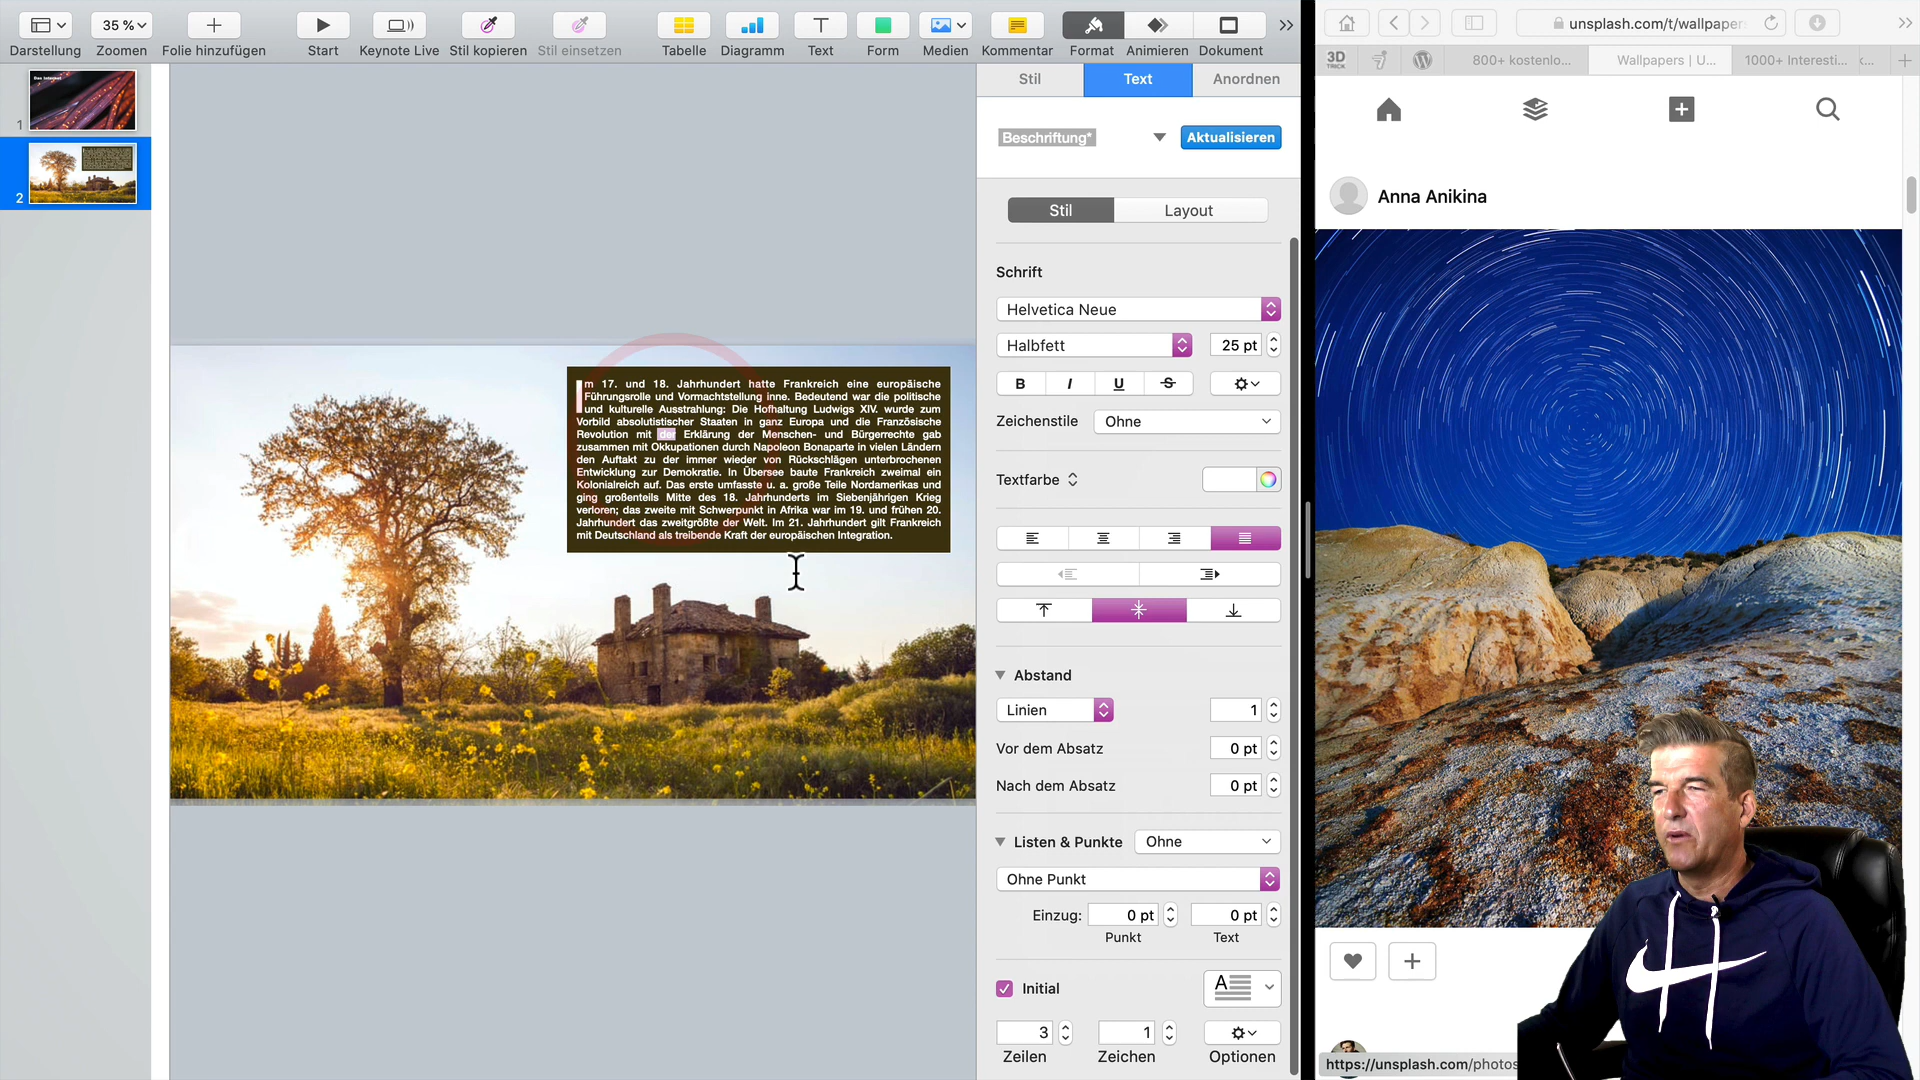 35 %
Darstellung Zoomen Folie hinzufügen Start Keynote Live Stil kopieren Stil einsetzen Tabelle Diagramm Text Form Medien Kommentar Format Animieren Dokument
unsplash.com/t/wallpaper
3D
TRICK
800+ kostenlo...
Wallpapers | U...
1000+ Interesti...
Das Internet
1
2
Stil Text Anordnen
Beschriftung* Aktualisieren
Stil Layout
Schrift
Helvetica Neue
Halbfett 25 pt
B I U S
Zeichenstile Ohne
Textfarbe
Abstand
Linien 1
Vor dem Absatz 0 pt
Nach dem Absatz 0 pt
Listen & Punkte Ohne
Ohne Punkt
Einzug: 0 pt 0 pt
Punkt Text
Initial A
3 1
Zeilen Zeichen Optionen
Im 17. und 18. Jahrhundert hatte Frankreich eine europäische
Führungsrolle und Vormachtstellung inne. Bedeutend war die politische
und kulturelle Ausstrahlung: Die Hofhaltung Ludwigs XIV. wurde zum
Vorbild absolutistischer Staaten in ganz Europa und die Französische
Revolution mit der Erklärung der Menschen- und Bürgerrechte gab
zusammen mit Okkupationen durch Napoleon Bonaparte in vielen Ländern
den Auftakt zu der immer wieder von Rückschlägen unterbrochenen
Entwicklung zur Demokratie. In Übersee baute Frankreich zweimal ein
Kolonialreich auf. Das erste umfasste u. a. große Teile Nordamerikas und
ging großenteils Mitte des 18. Jahrhunderts im Siebenjährigen Krieg
verloren; das zweite mit Schwerpunkt in Afrika war im 19. und frühen 20.
Jahrhundert das zweitgrößte der Welt. Im 21. Jahrhundert gilt Frankreich
mit Deutschland als treibende Kraft der europäischen Integration.
Anna Anikina
https://unsplash.com/photos